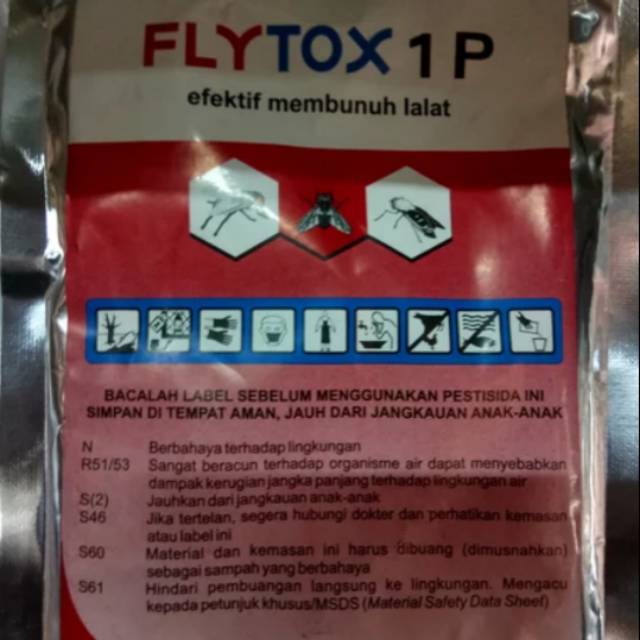 FLYTOX 1 P
efektif membunuh lalat
BACALAH LABEL SEBELUM MENGGUNAKAN PESTISIDA INI
SIMPAN DI TEMPAT AMAN, JAUH DARI JANGKAUAN ANAK-ANAK
N Berbahaya terhadap lingkungan
R51/53 Sangat beracun terhadap organisme air dapat menyebabkan
dampak kerugian jangka panjang terhadap lingkungan air
S(2) Jauhkan dari jangkauan anak-anak
S46 Jika tertelan, segera hubungi dokter dan perhatikan kemasan
atau label ini
S60 Material dan kemasan ini harus dibuang (dimusnahkan)
sebagai sampah yang berbahaya
S61 Hindari pembuangan langsung ke lingkungan. Mengacu
kepada petunjuk khusus/MSDS (Material Safety Data Sheet)